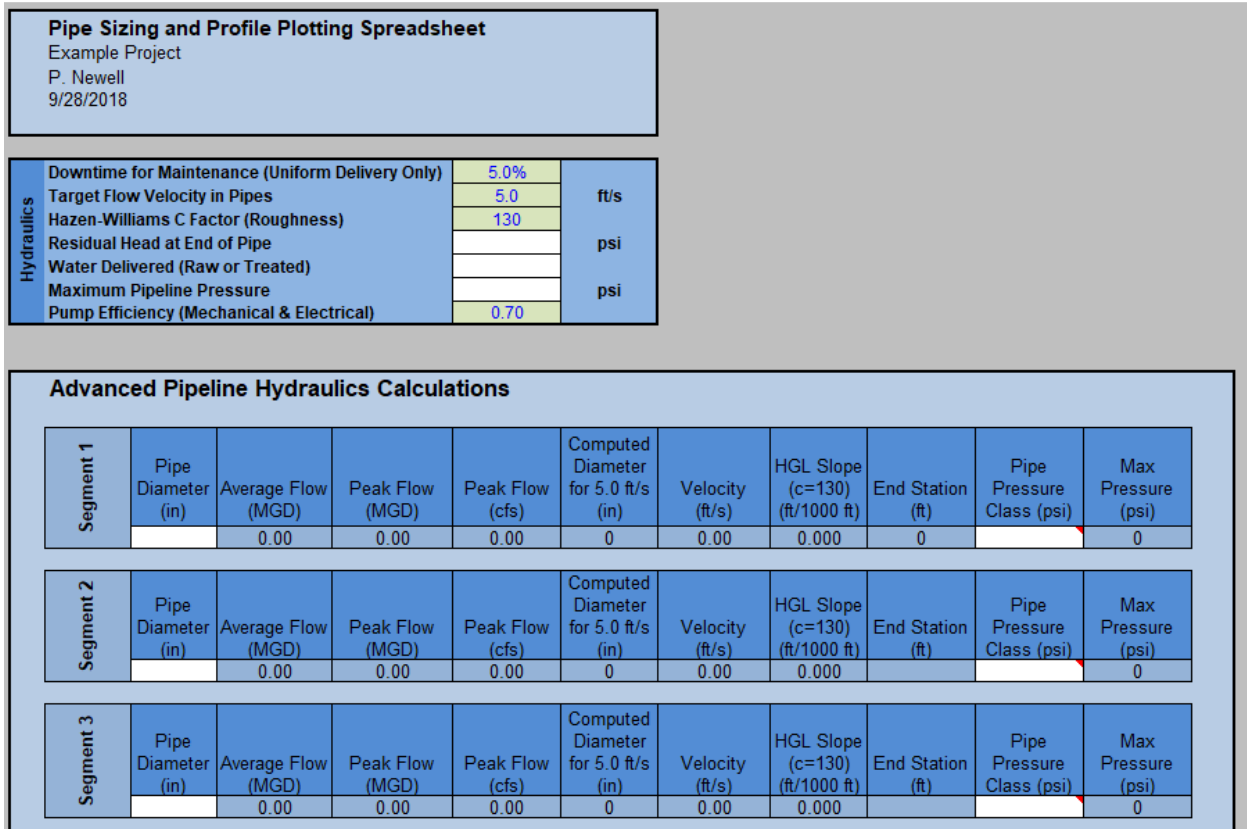 Pipe Sizing and Profile Plotting Spreadsheet
Example Project
P. Newell
9/28/2018
Hydraulics
Downtime for Maintenance (Uniform Delivery Only) 5.0%
Target Flow Velocity in Pipes 5.0 ft/s
Hazen-Williams C Factor (Roughness) 130
Residual Head at End of Pipe psi
Water Delivered (Raw or Treated)
Maximum Pipeline Pressure psi
Pump Efficiency (Mechanical & Electrical) 0.70
Advanced Pipeline Hydraulics Calculations
Segment 1
Computed
Pipe Diameter HGL Slope Pipe Max
Diameter Average Flow Peak Flow Peak Flow for 5.0 ft/s Velocity (c=130) End Station Pressure Pressure
(in) (MGD) (MGD) (cfs) (in) (ft/s) (ft/1000 ft) (ft) Class (psi) (psi)
0.00 0.00 0.00 0 0.00 0.000 0 0
Segment 2
Computed
Pipe Diameter HGL Slope Pipe Max
Diameter Average Flow Peak Flow Peak Flow for 5.0 ft/s Velocity (c=130) End Station Pressure Pressure
(in) (MGD) (MGD) (cfs) (in) (ft/s) (ft/1000 ft) (ft) Class (psi) (psi)
0.00 0.00 0.00 0 0.00 0.000 0
Segment 3
Computed
Pipe Diameter HGL Slope Pipe Max
Diameter Average Flow Peak Flow Peak Flow for 5.0 ft/s Velocity (c=130) End Station Pressure Pressure
(in) (MGD) (MGD) (cfs) (in) (ft/s) (ft/1000 ft) (ft) Class (psi) (psi)
0.00 0.00 0.00 0 0.00 0.000 0